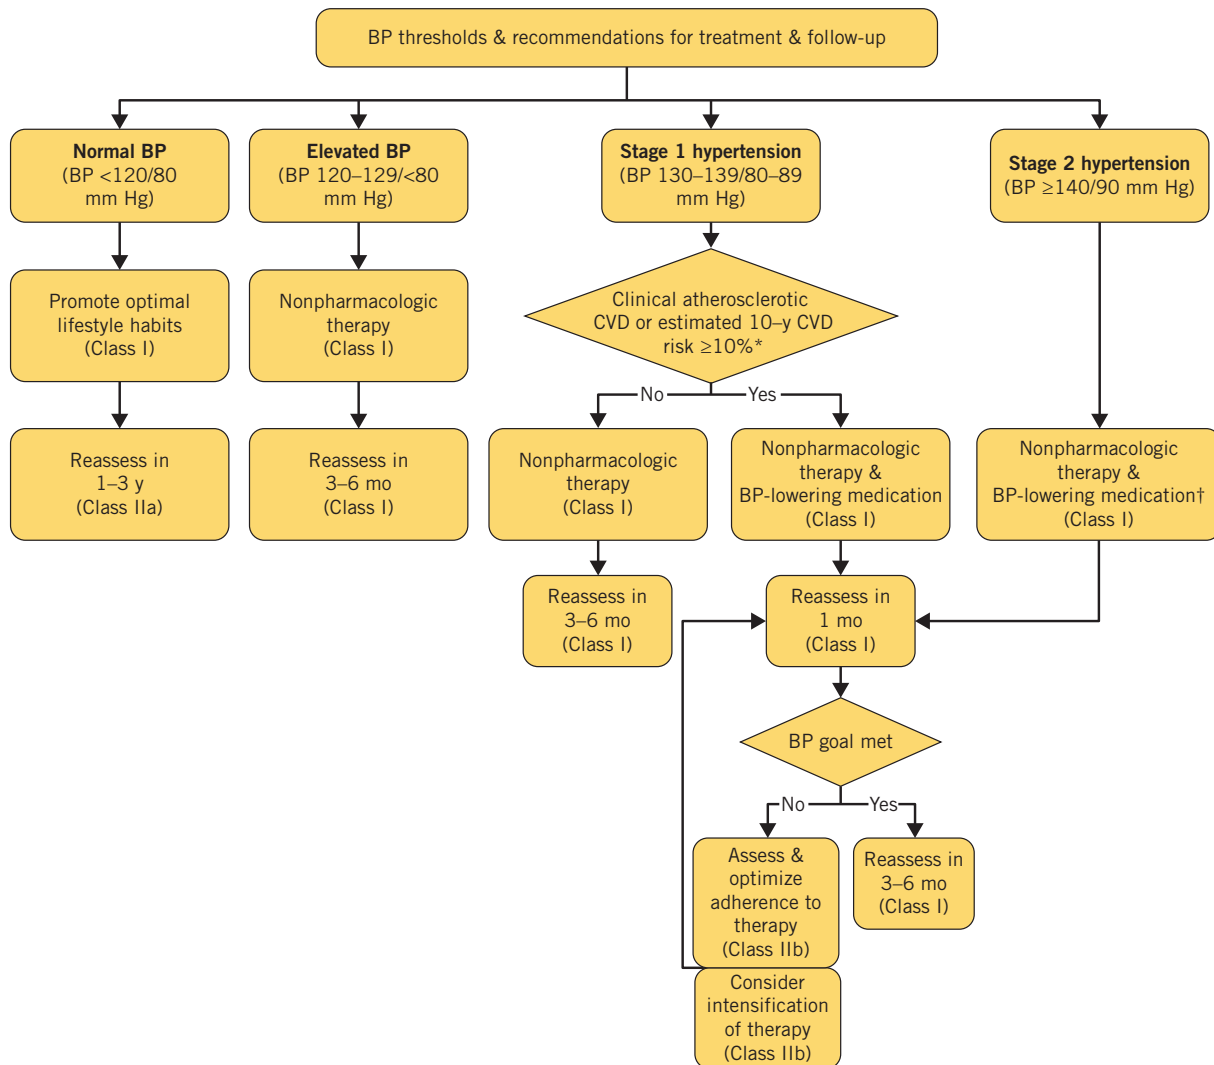 BP thresholds & recommendations for treatment & follow-up
Normal BP
(BP <120/80
mm Hg)
Elevated BP
(BP 120–129/<80
mm Hg)
Stage 1 hypertension
(BP 130–139/80–89
mm Hg)
Stage 2 hypertension
(BP ≥140/90 mm Hg)
Promote optimal
lifestyle habits
(Class I)
Nonpharmacologic
therapy
(Class I)
Clinical atherosclerotic
CVD or estimated 10–y CVD
risk ≥10%*
No
Yes
Reassess in
1–3 y
(Class IIa)
Reassess in
3–6 mo
(Class I)
Nonpharmacologic
therapy
(Class I)
Nonpharmacologic
therapy &
BP-lowering medication
(Class I)
Nonpharmacologic
therapy &
BP-lowering medication†
(Class I)
Reassess in
3–6 mo
(Class I)
Reassess in
1 mo
(Class I)
BP goal met
No
Yes
Assess &
optimize
adherence to
therapy
(Class IIb)
Reassess in
3–6 mo
(Class I)
Consider
intensification
of therapy
(Class IIb)